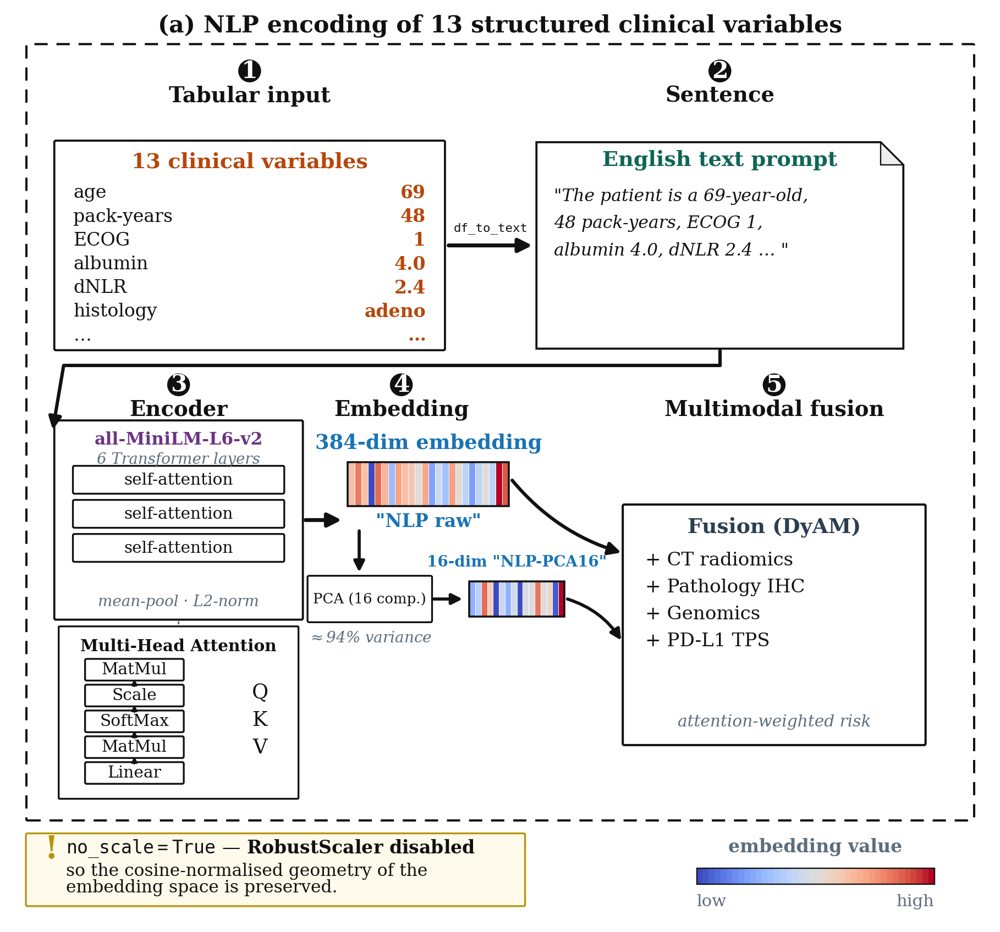 (a) NLP encoding of 13 structured clinical variables
1
Tabular input
13 clinical variables
age 69
pack-years 48
ECOG 1
albumin 4.0
dNLR 2.4
histology adeno
... ...
df_to_text
2
Sentence
English text prompt
"The patient is a 69-year-old,
48 pack-years, ECOG 1,
albumin 4.0, dNLR 2.4 ... "
3
Encoder
all-MiniLM-L6-v2
6 Transformer layers
self-attention
self-attention
self-attention
mean-pool · L2-norm
Multi-Head Attention
MatMul
Scale
SoftMax
MatMul
Linear
Q
K
V
4
Embedding
384-dim embedding
"NLP raw"
16-dim "NLP-PCA16"
PCA (16 comp.)
≈94% variance
5
Multimodal fusion
Fusion (DyAM)
+ CT radiomics
+ Pathology IHC
+ Genomics
+ PD-L1 TPS
attention-weighted risk
! no_scale=True — RobustScaler disabled
so the cosine-normalised geometry of the
embedding space is preserved.
embedding value
low high